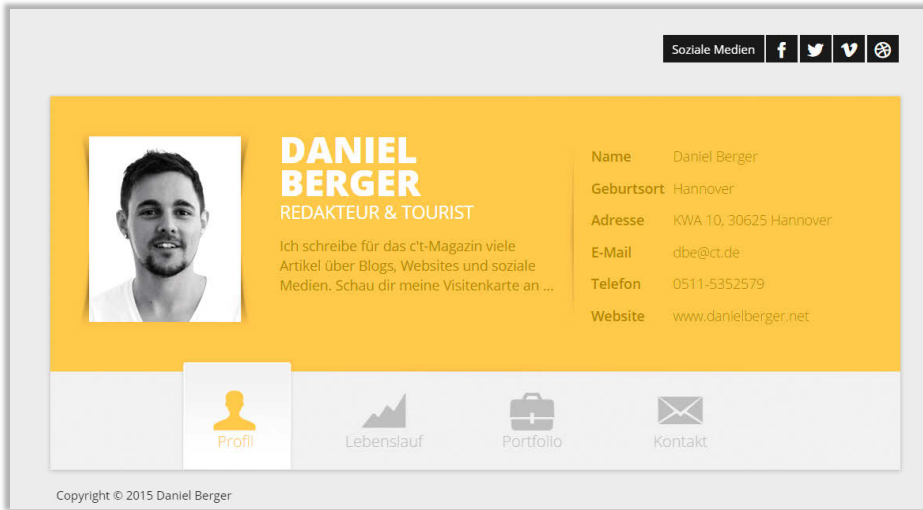 Soziale Medien
DANIEL
BERGER
REDAKTEUR & TOURIST
Ich schreibe für das c't-Magazin viele
Artikel über Blogs, Websites und soziale
Medien. Schau dir meine Visitenkarte an ...
Name Daniel Berger
Geburtsort Hannover
Adresse KWA 10, 30625 Hannover
E-Mail dbe@ct.de
Telefon 0511-5352579
Website www.danielberger.net
Profil
Lebenslauf
Portfolio
Kontakt
Copyright © 2015 Daniel Berger